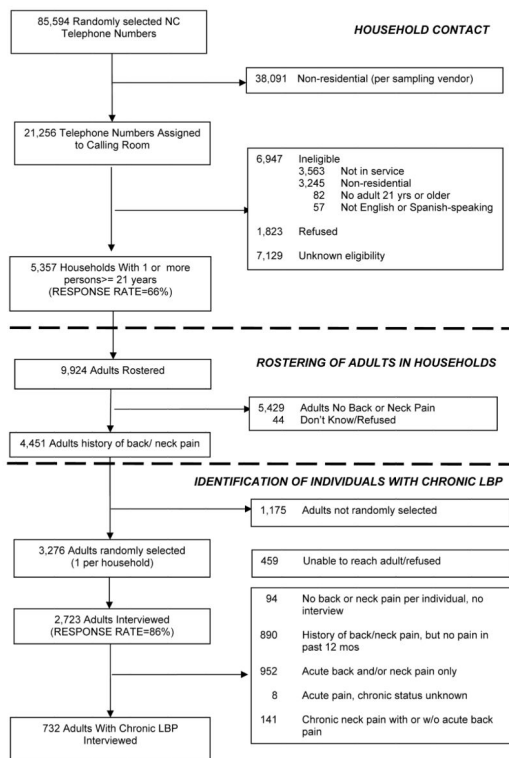 85,594 Randomly selected NC
Telephone Numbers
HOUSEHOLD CONTACT
38,091 Non-residential (per sampling vendor)
21,256 Telephone Numbers Assigned
to Calling Room
6,947 Ineligible
3,563 Not in service
3,245 Non-residential
82 No adult 21 yrs or older
57 Not English or Spanish-speaking
1,823 Refused
7,129 Unknown eligibility
5,357 Households With 1 or more
persons>= 21 years
(RESPONSE RATE=66%)
ROSTERING OF ADULTS IN HOUSEHOLDS
9,924 Adults Rostered
5,429 Adults No Back or Neck Pain
44 Don't Know/Refused
4,451 Adults history of back/ neck pain
IDENTIFICATION OF INDIVIDUALS WITH CHRONIC LBP
1,175 Adults not randomly selected
3,276 Adults randomly selected
(1 per household)
459 Unable to reach adult/refused
2,723 Adults Interviewed
(RESPONSE RATE=86%)
94 No back or neck pain per individual, no
interview
890 History of back/neck pain, but no pain in
past 12 mos
952 Acute back and/or neck pain only
8 Acute pain, chronic status unknown
141 Chronic neck pain with or w/o acute back
pain
732 Adults With Chronic LBP
Interviewed